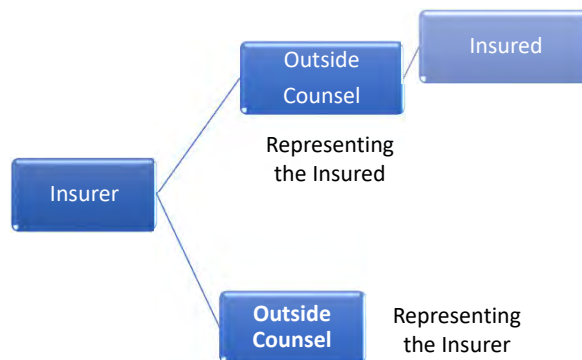 Insured
Outside
Counsel
Representing
the Insured
Insurer
Outside
Counsel
Representing
the Insurer